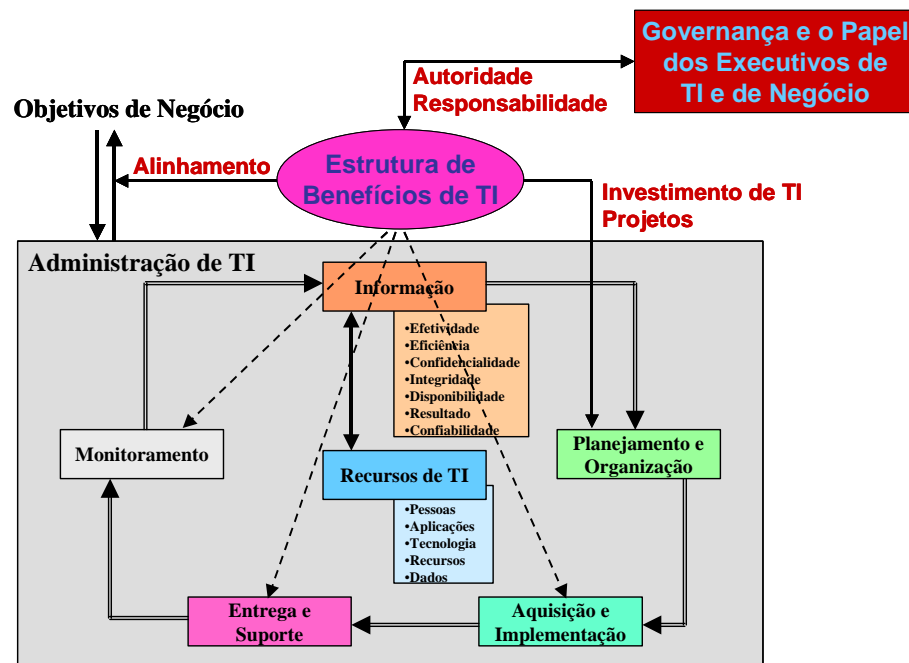 Governança e o Papel
dos Executivos de
TI e de Negócio
Autoridade
Responsabilidade
Objetivos de Negócio
Alinhamento
Estrutura de
Benefícios de TI
Investimento de TI
Projetos
Administração de TI
Informação
•Efetividade
•Eficiência
•Confidencialidade
•Integridade
•Disponibilidade
•Resultado
•Confiabilidade
Monitoramento
Planejamento e
Organização
Recursos de TI
•Pessoas
•Aplicações
•Tecnologia
•Recursos
•Dados
Entrega e
Suporte
Aquisição e
Implementação